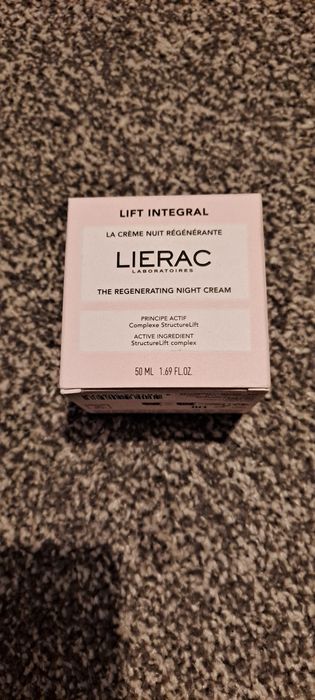 LIFT INTEGRAL
LA CRÈME NUIT RÉGÉNÉRANTE
LIERAC
LABORATOIRES
THE REGENERATING NIGHT CREAM
PRINCIPE ACTIF
Complexe StructureLift
ACTIVE INGREDIENT
StructureLift complex
50 ML 1.69 FL.OZ.